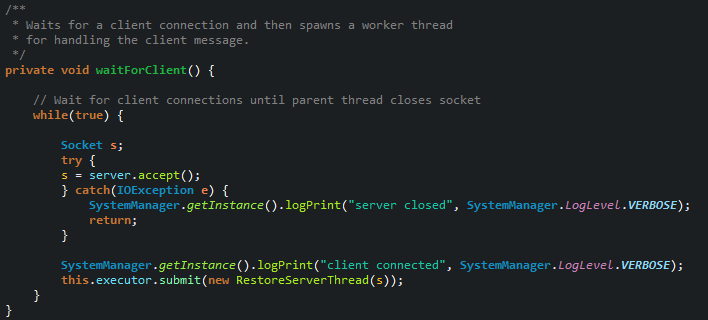 /**
 * Waits for a client connection and then spawns a worker thread
 * for handling the client message.
 */
private void waitForClient() {
    // Wait for client connections until parent thread closes socket
    while(true) {
        Socket s;
        try {
        s = server.accept();
        } catch(IOException e) {
            SystemManager.getInstance().logPrint("server closed", SystemManager.LogLevel.VERBOSE);
            return;
        }
        SystemManager.getInstance().logPrint("client connected", SystemManager.LogLevel.VERBOSE);
        this.executor.submit(new RestoreServerThread(s));
    }
}